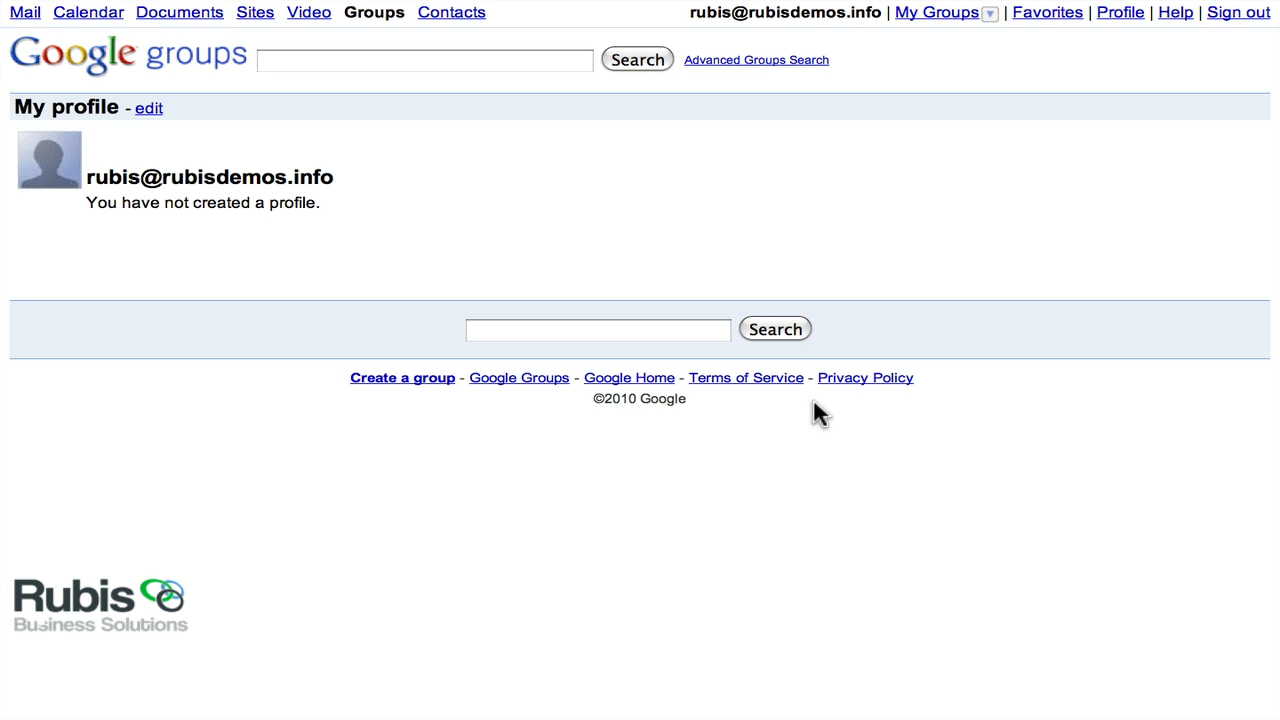 Mail Calendar Documents Sites Video Groups Contacts rubis@rubisdemos.info | My Groups | Favorites | Profile | Help | Sign out
Google groups Search Advanced Groups Search
My profile - edit
rubis@rubisdemos.info
You have not created a profile.
Search
Create a group - Google Groups - Google Home - Terms of Service - Privacy Policy
©2010 Google
Rubis
Business Solutions